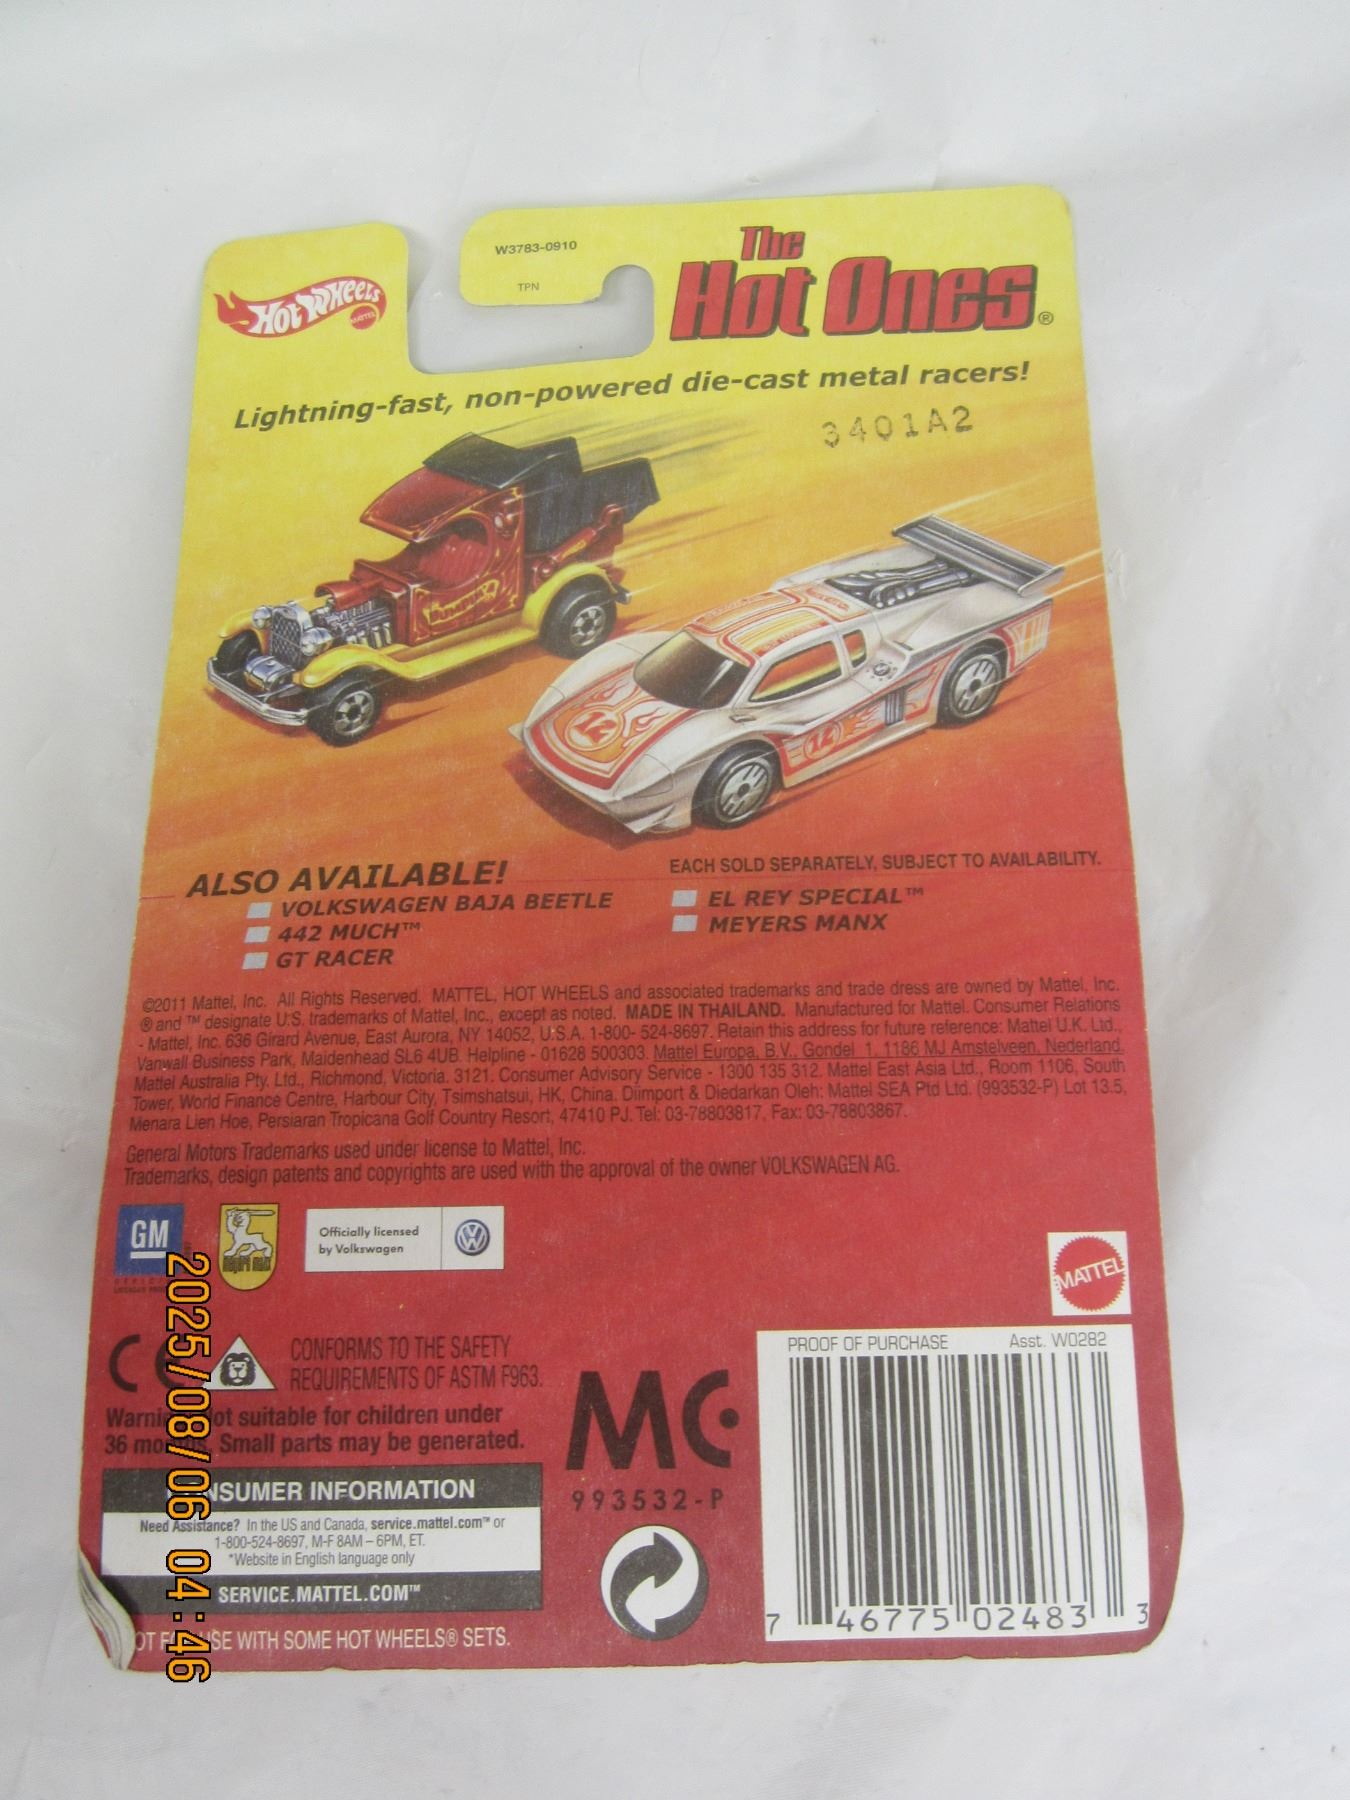 W3783-0910
TPN
HOT WHEELS
MATTEL
The
Hot Ones®
Lightning-fast, non-powered die-cast metal racers!
3401A2
12
12
ALSO AVAILABLE!
VOLKSWAGEN BAJA BEETLE
442 MUCH™
GT RACER
EACH SOLD SEPARATELY, SUBJECT TO AVAILABILITY.
EL REY SPECIAL™
MEYERS MANX
©2011 Mattel, Inc. All Rights Reserved. MATTEL, HOT WHEELS and associated trademarks and trade dress are owned by Mattel, Inc.
® and ™ designate U.S. trademarks of Mattel, Inc., except as noted. MADE IN THAILAND. Manufactured for Mattel. Consumer Relations
- Mattel, Inc. 636 Girard Avenue, East Aurora, NY 14052, U.S.A. 1-800- 524-8697. Retain this address for future reference: Mattel U.K. Ltd.,
Vanwall Business Park, Maidenhead SL6 4UB. Helpline - 01628 500303. Mattel Europa, B.V., Gondel 1, 1186 MJ Amstelveen, Nederland.
Mattel Australia Pty. Ltd., Richmond, Victoria. 3121. Consumer Advisory Service - 1300 135 312. Mattel East Asia Ltd., Room 1106, South
Tower, World Finance Centre, Harbour City, Tsimshatsui, HK, China. Diimport & Diedarkan Oleh: Mattel SEA Ptd Ltd. (993532-P) Lot 13.5,
Menara Lien Hoe, Persiaran Tropicana Golf Country Resort, 47410 PJ. Tel: 03-78803817, Fax: 03-78803867.
General Motors Trademarks used under license to Mattel, Inc.
Trademarks, design patents and copyrights are used with the approval of the owner VOLKSWAGEN AG.
GM
Officially licensed
by Volkswagen
MATTEL
CE
CONFORMS TO THE SAFETY
REQUIREMENTS OF ASTM F963.
ot suitable for children under
36 Small parts may be generated.
CONSUMER INFORMATION
Need Assistance? In the US and Canada, service.mattel.com™ or
1-800-524-8697, M-F 8AM – 6PM, ET.
*Website in English language only
SERVICE.MATTEL.COM™
USE WITH SOME HOT WHEELS® SETS.
MC
993532-P
PROOF OF PURCHASE Asst. W0282
7 46775 02483 3
2025/08/06 04:46